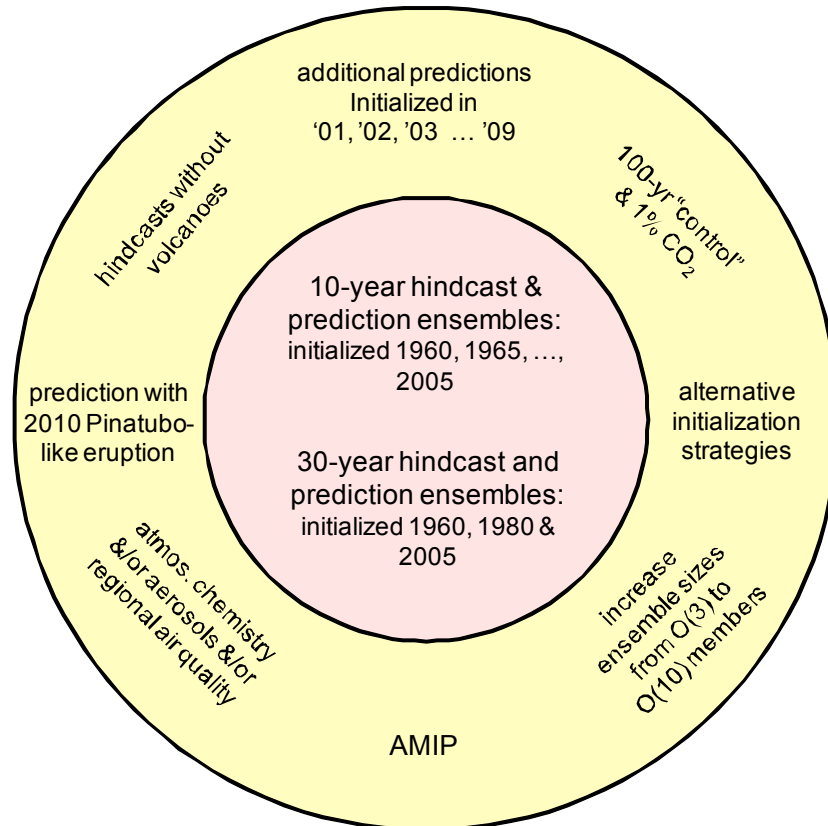 additional predictions
Initialized in
‘01, ’02, ’03 … ’09
hindcasts without
volcanoes
100-yr “control”
& 1% CO₂
10-year hindcast &
prediction ensembles:
initialized 1960, 1965, …,
2005
prediction with
2010 Pinatubo-
like eruption
alternative
initialization
strategies
30-year hindcast and
prediction ensembles:
initialized 1960, 1980 &
2005
atmos. chemistry
&/or aerosols &/or
regional air quality
increase
ensemble sizes
from O(3) to
O(10) members
AMIP